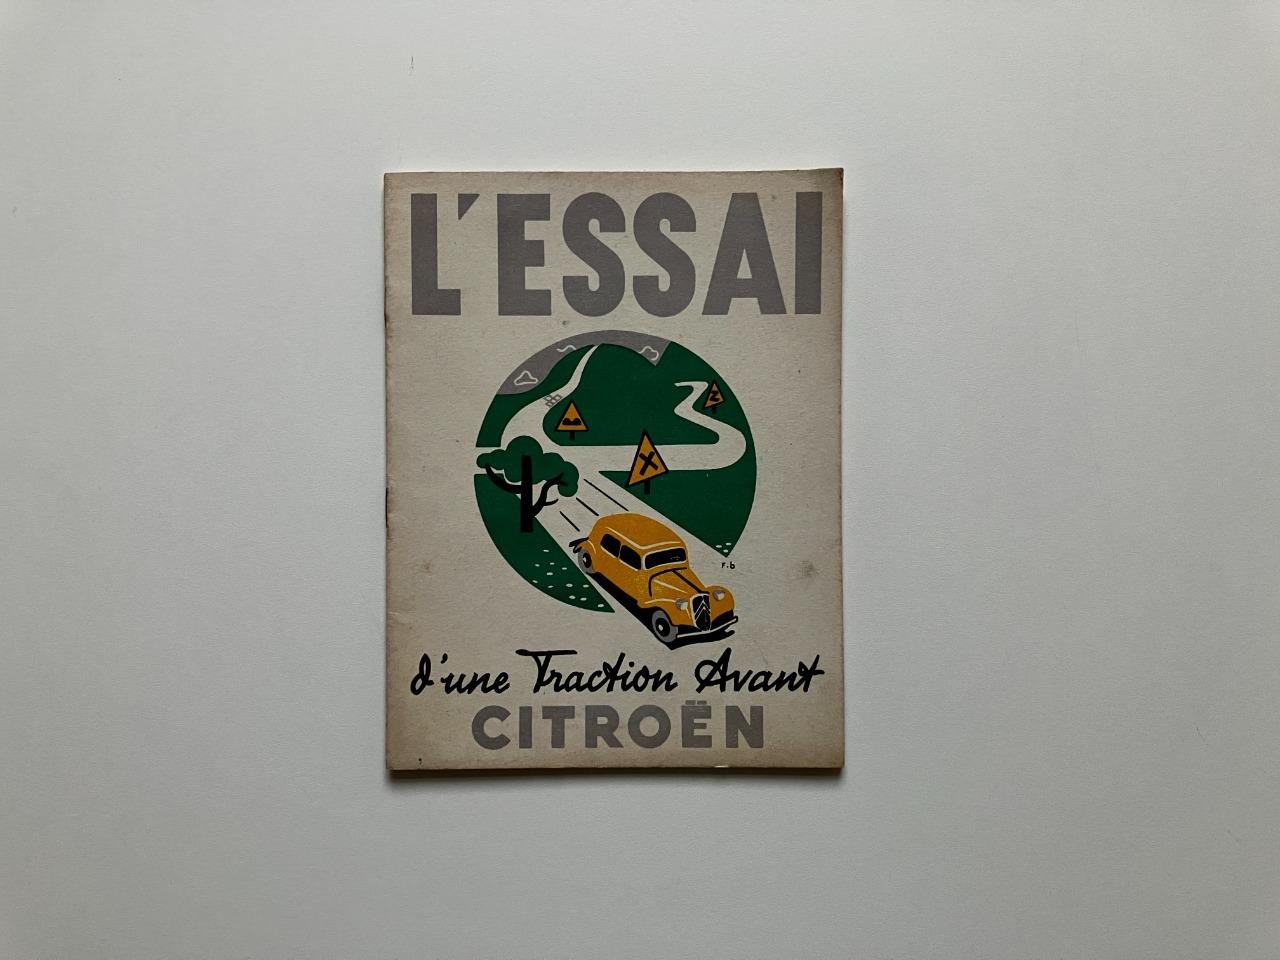 L'ESSAI
Z
X
F.b
d'une Traction Avant
CITROËN